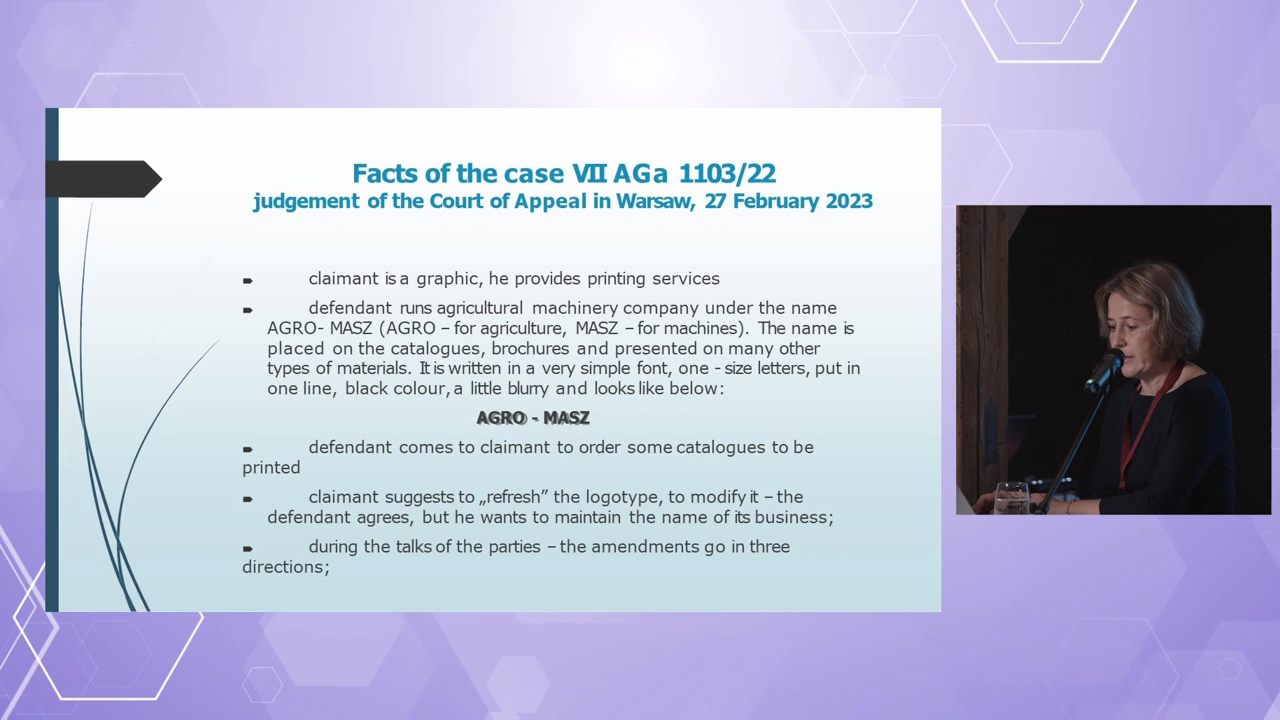 Facts of the case VII AGa 1103/22
judgement of the Court of Appeal in Warsaw, 27 February 2023
claimant is a graphic, he provides printing services
defendant runs agricultural machinery company under the name
AGRO- MASZ (AGRO – for agriculture, MASZ – for machines). The name is
placed on the catalogues, brochures and presented on many other
types of materials. It is written in a very simple font, one - size letters, put in
one line, black colour, a little blurry and looks like below:
AGRO - MASZ
defendant comes to claimant to order some catalogues to be
printed
claimant suggests to „refresh” the logotype, to modify it – the
defendant agrees, but he wants to maintain the name of its business;
during the talks of the parties – the amendments go in three
directions;